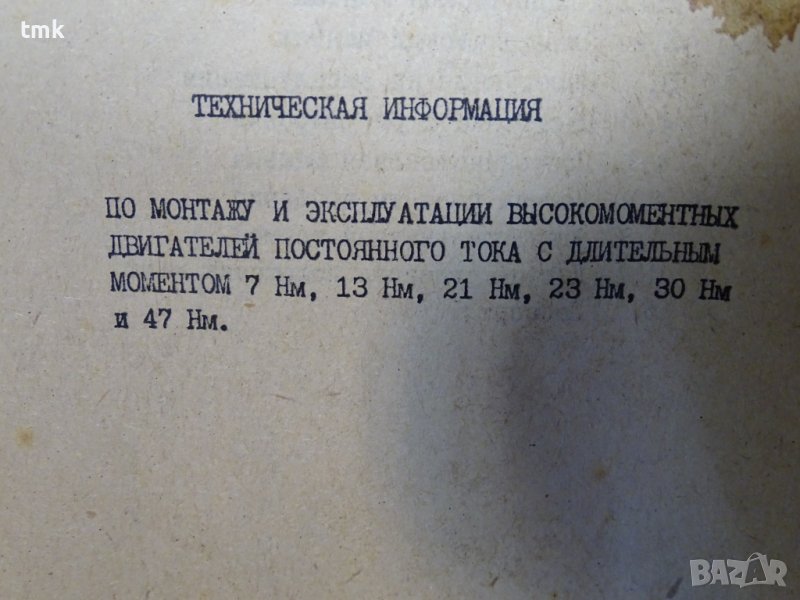 tmk
ТЕХНИЧЕСКАЯ ИНФОРМАЦИЯ
ПО МОНТАЖУ И ЭКСПЛУАТАЦИИ ВЫСОКОМОМЕНТНЫХ
ДВИГАТЕЛЕЙ ПОСТОЯННОГО ТОКА С ДЛИТЕЛЬНЫМ
МОМЕНТОМ 7 Нм, 13 Нм, 21 Нм, 23 Нм, 30 Нм
и 47 Нм.
BAZAR